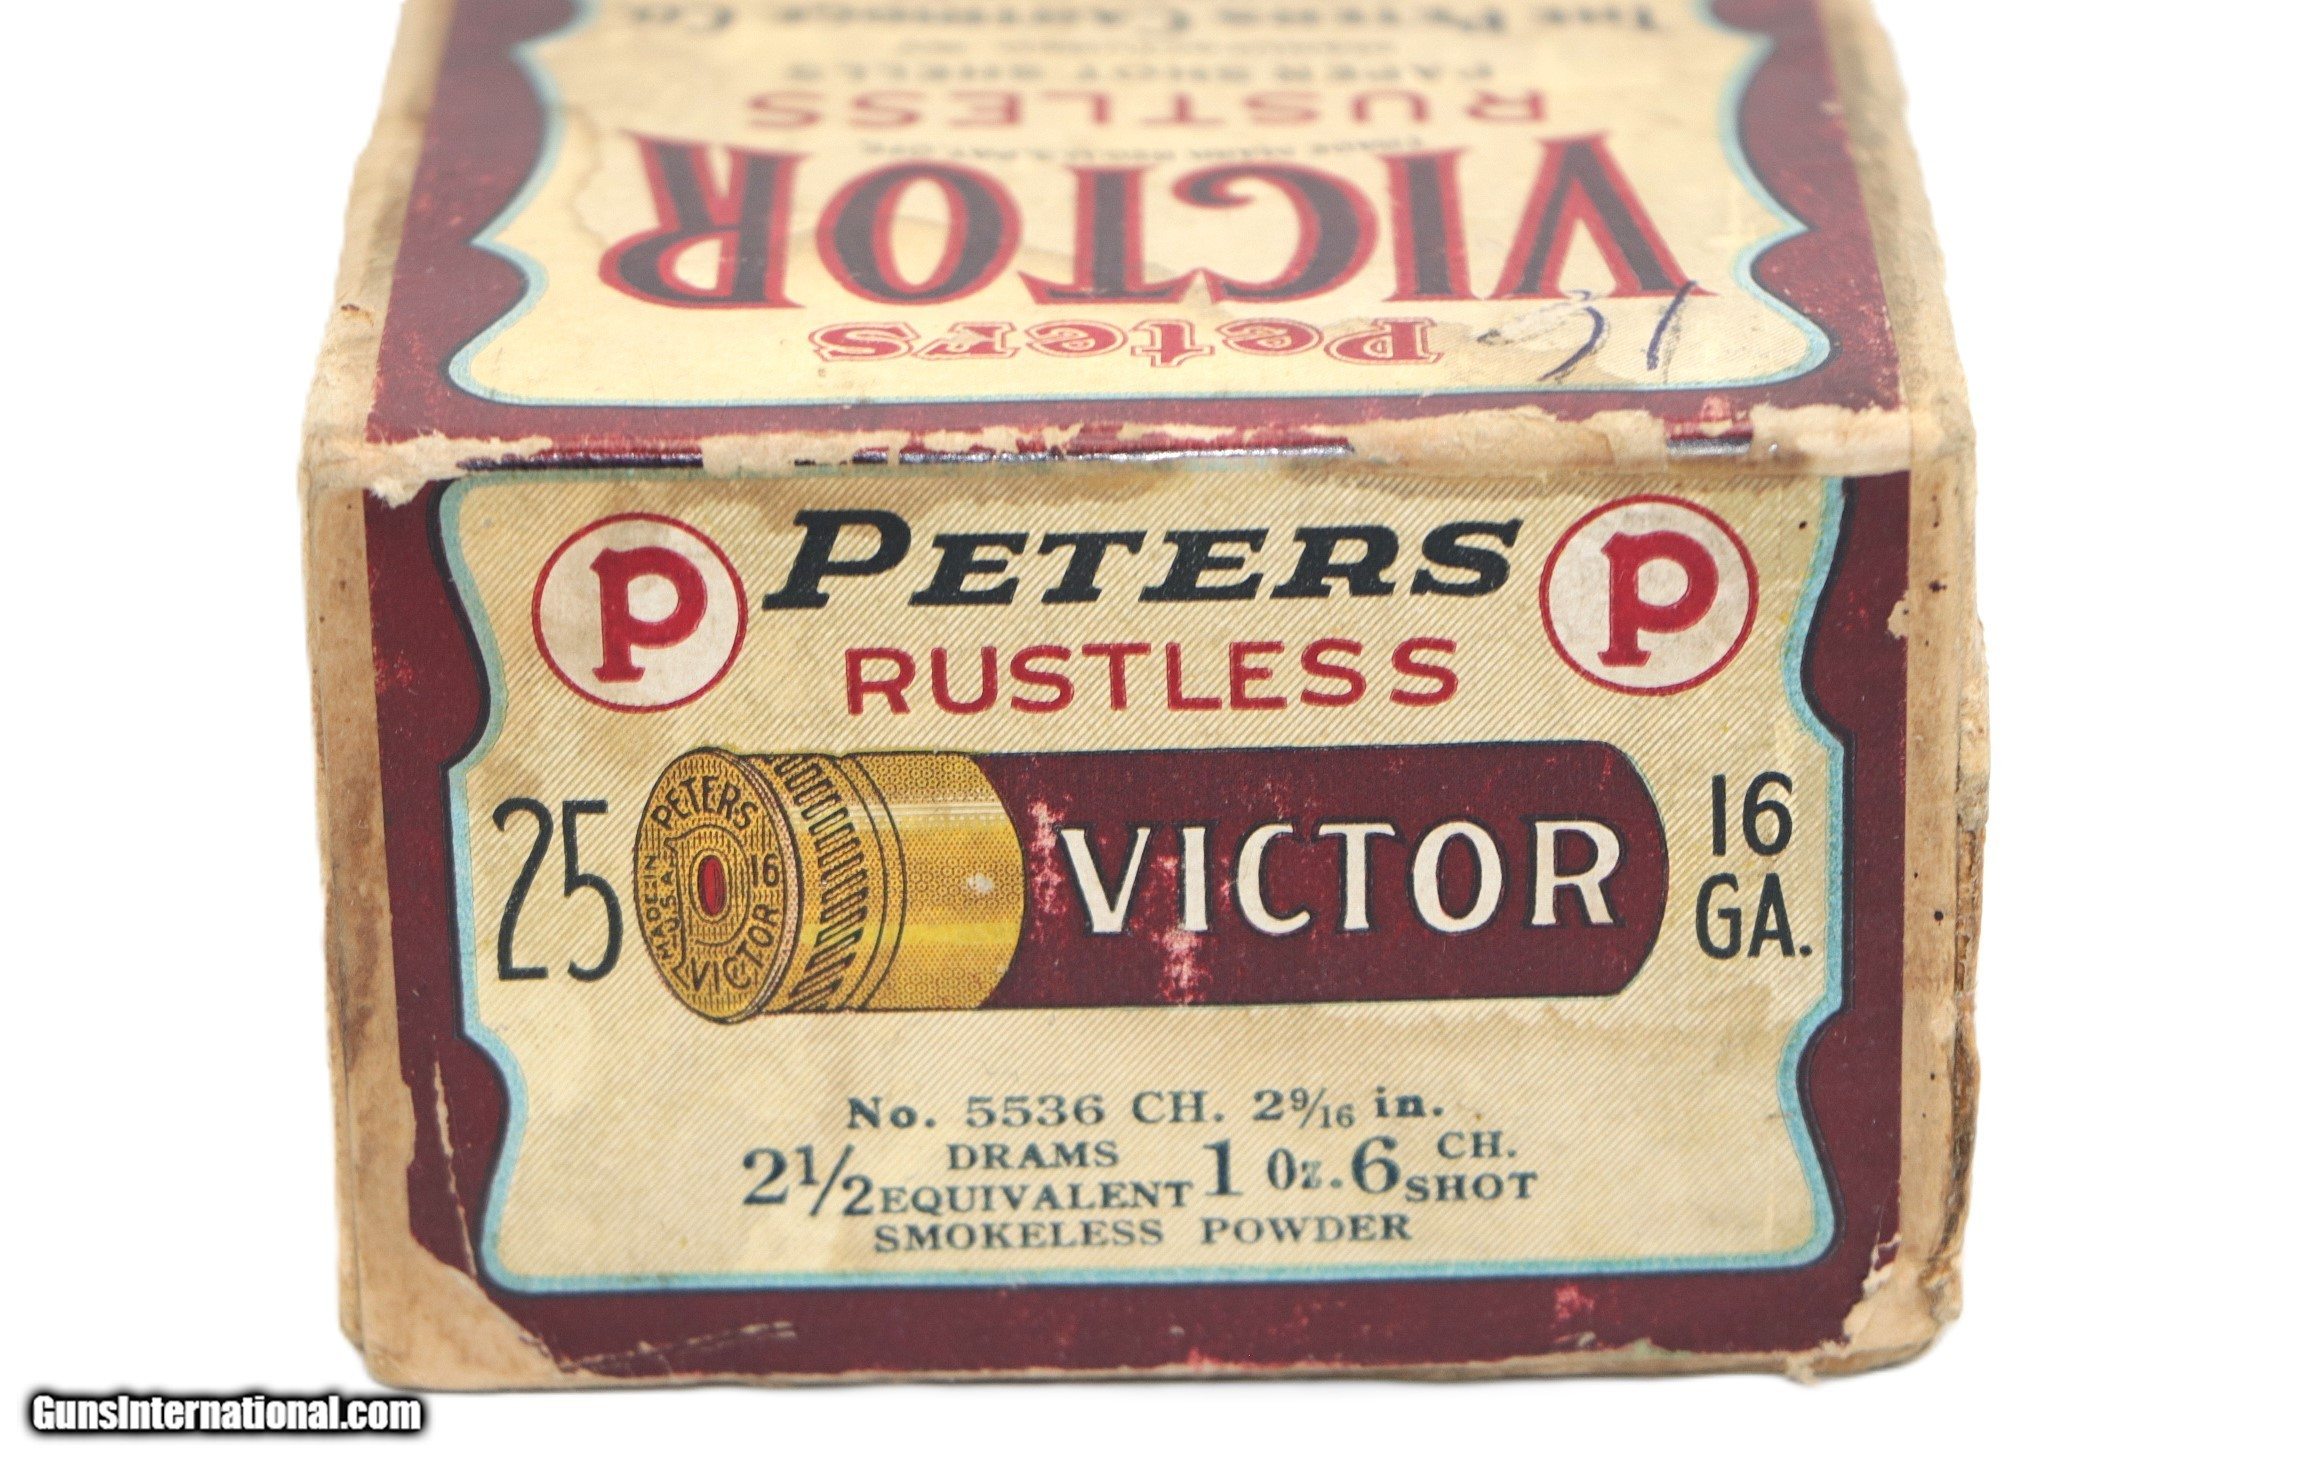 THE PETERS CARTRIDGE CO.
PAPER SHOT SHELLS
RUSTLESS
VICTOR
Peters
P PETERS P
RUSTLESS
25
PETERS
16
MADE IN
U.S.A.
VICTOR
VICTOR
16
GA.
No. 5536 CH. 2 9/16 in.
2½ DRAMS EQUIVALENT 1 Oz. 6 CH. SHOT
SMOKELESS POWDER
GunsInternational.com